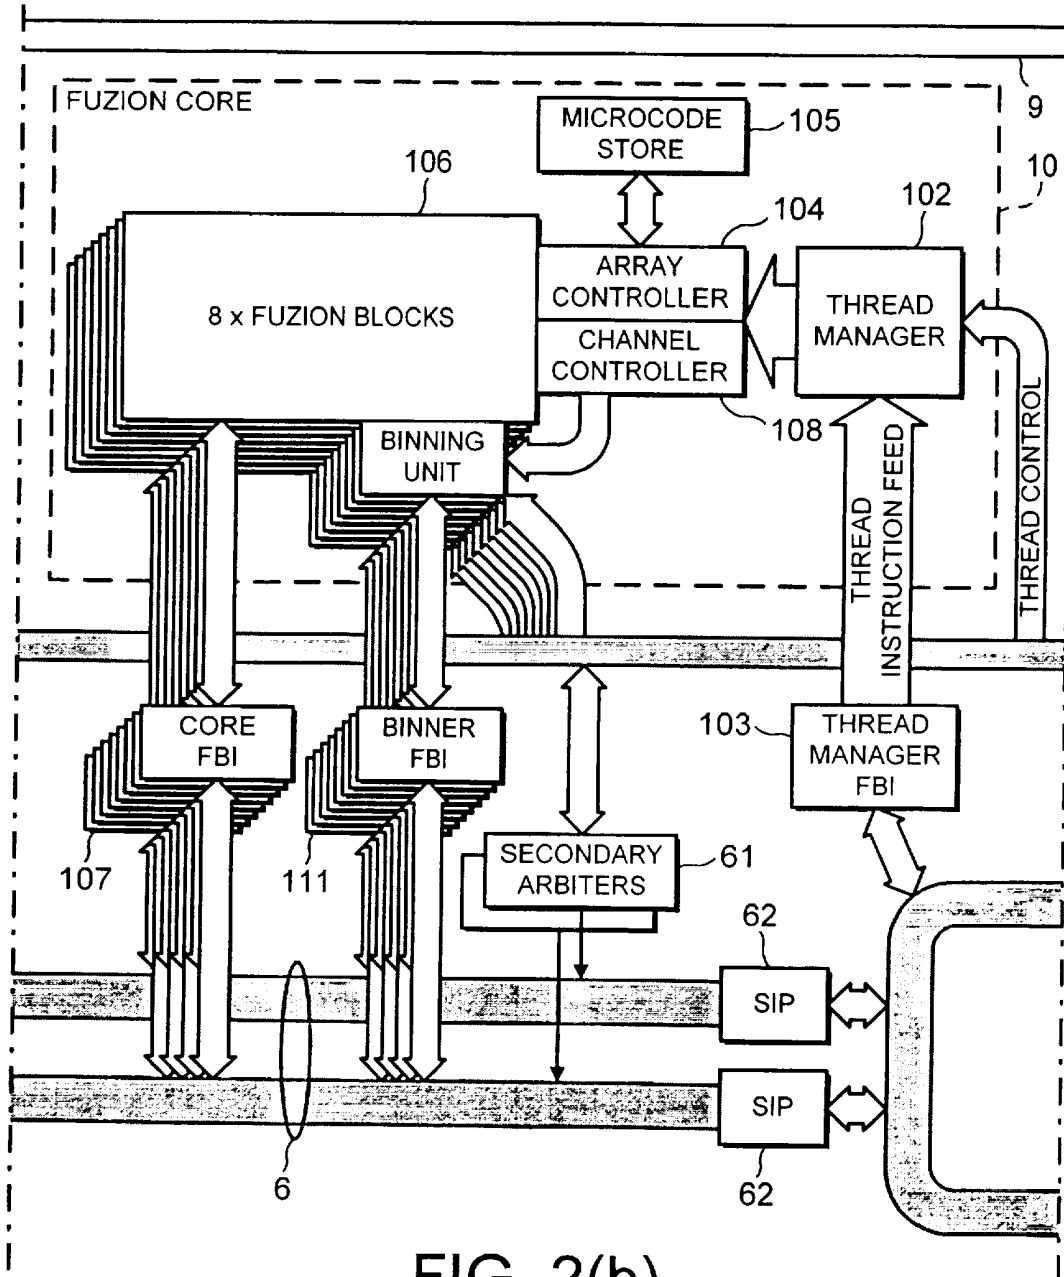 FUZION CORE
MICROCODE
STORE
105
9
106
10
104
102
ARRAY
CONTROLLER
8 x FUZION BLOCKS
THREAD
MANAGER
CHANNEL
CONTROLLER
108
BINNING
UNIT
THREAD
INSTRUCTION FEED
THREAD CONTROL
CORE
FBI
BINNER
FBI
103
THREAD
MANAGER
FBI
107
111
SECONDARY
ARBITERS
61
62
SIP
SIP
6
62
FIG. 2(b)